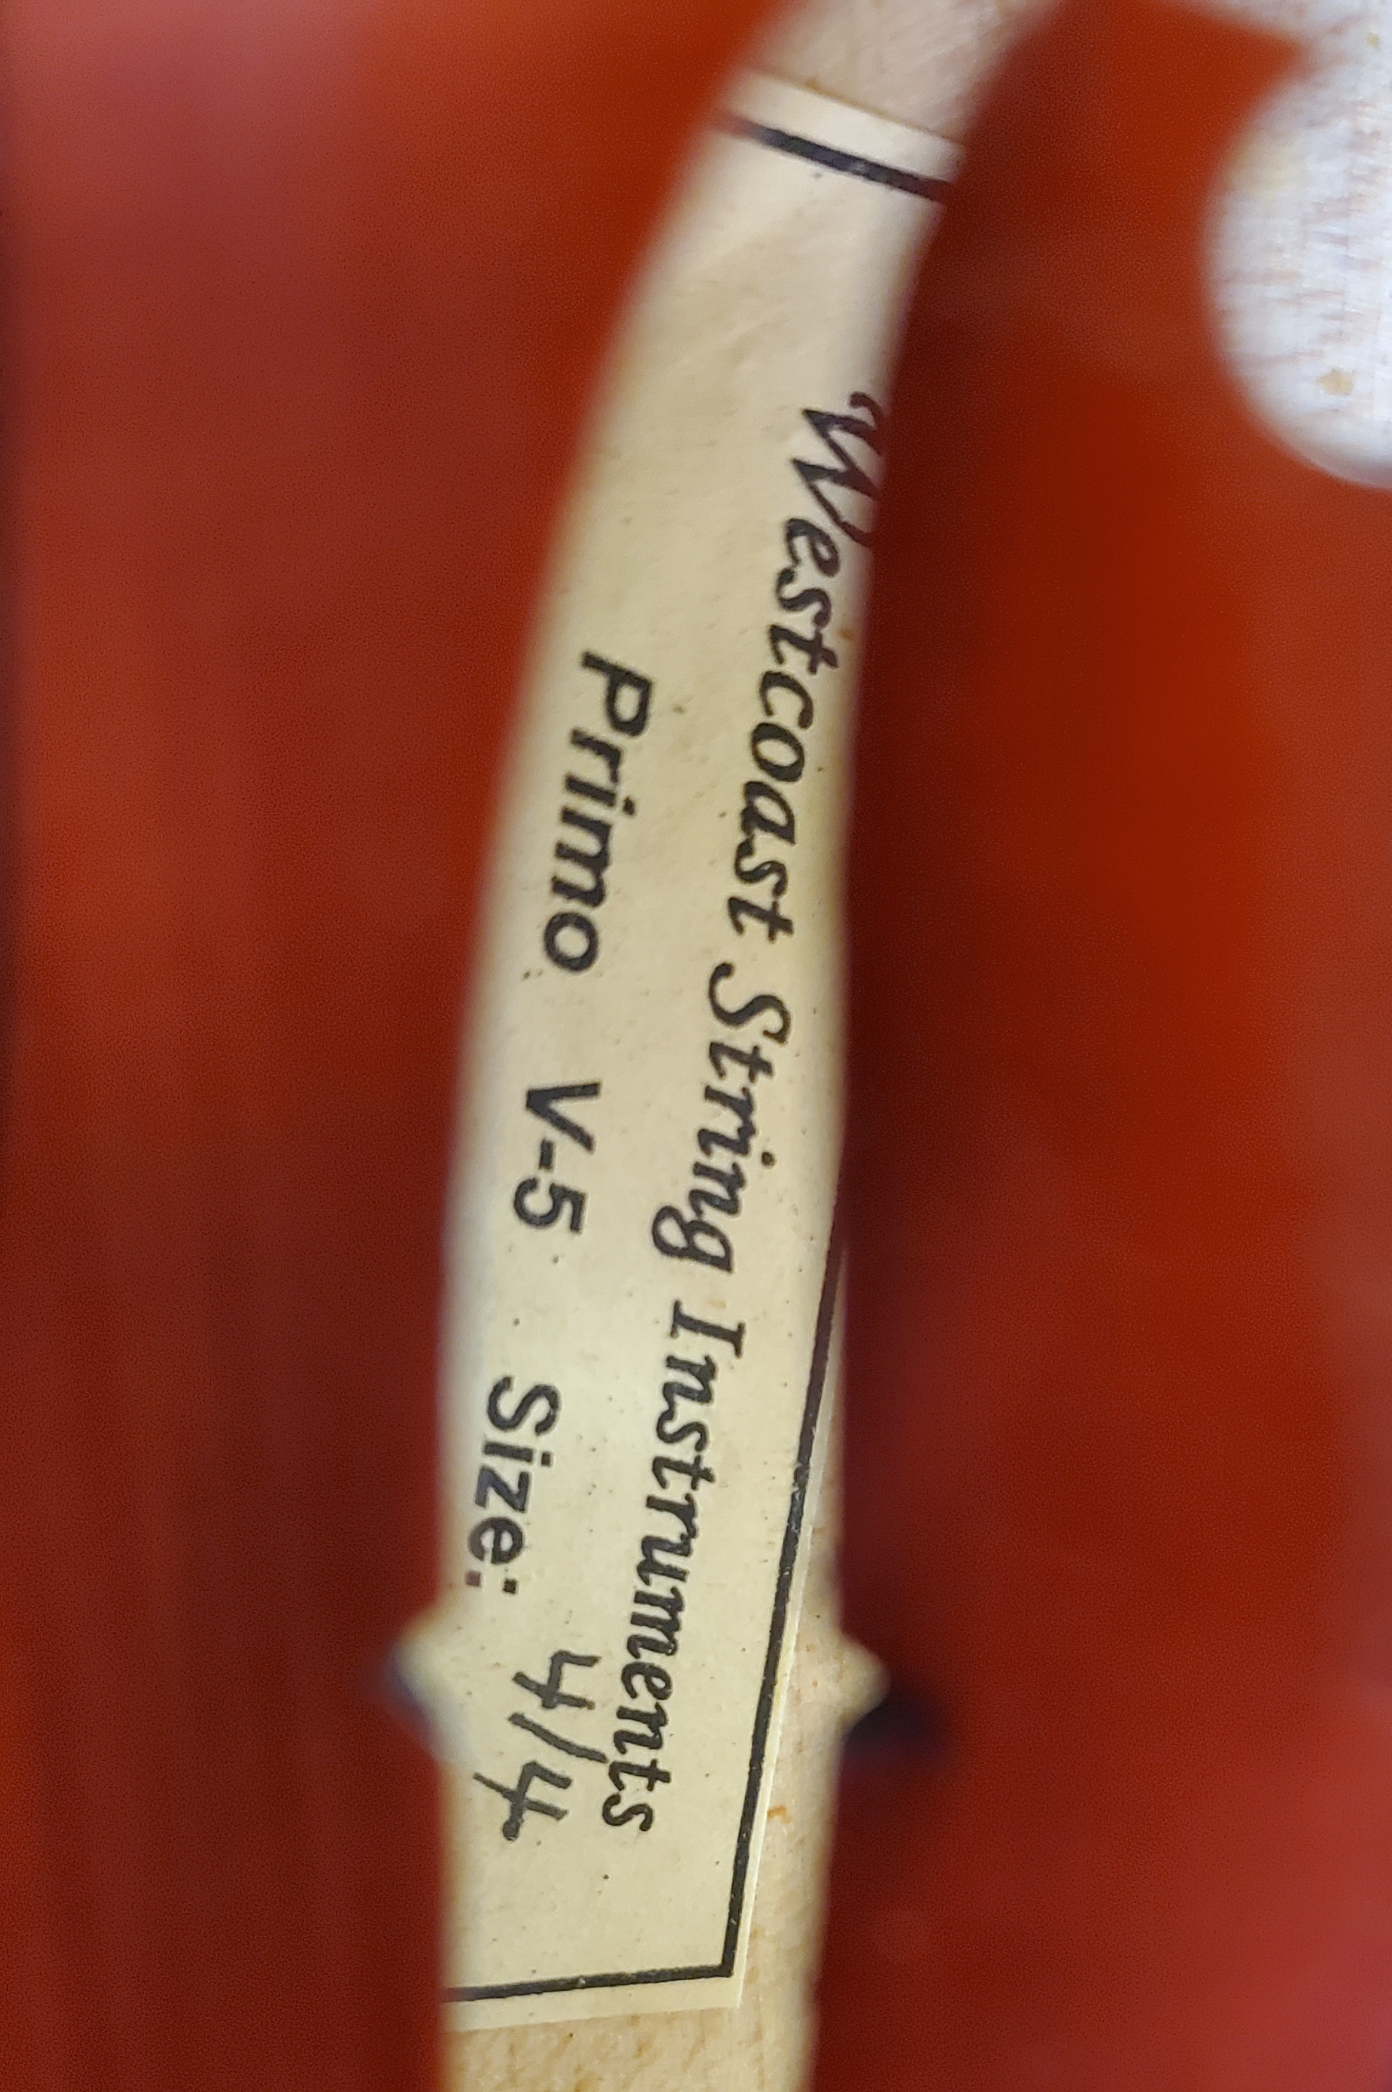 Westcoast String Instruments
Primo V-5 Size: 4/4